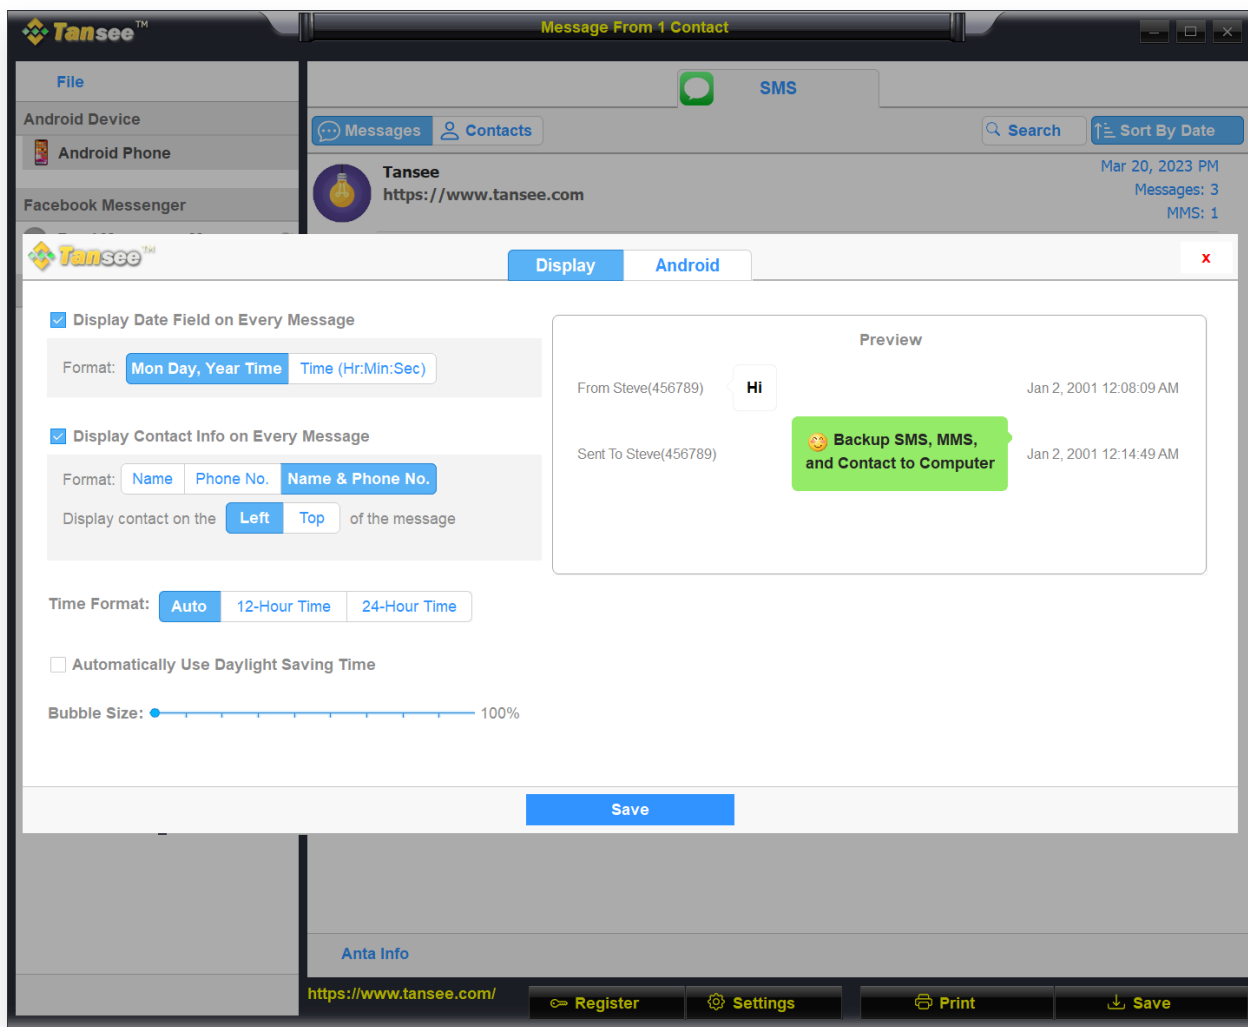 Tansee™
Message From 1 Contact
File
SMS
Android Device
Messages
Contacts
Search
Sort By Date
Android Phone
Tansee
https://www.tansee.com
Mar 20, 2023 PM
Messages: 3
MMS: 1
Facebook Messenger
Tansee™
Display
Android
x
Display Date Field on Every Message
Format:
Mon Day, Year Time
Time (Hr:Min:Sec)
Display Contact Info on Every Message
Format:
Name
Phone No.
Name & Phone No.
Display contact on the
Left
Top
of the message
Time Format:
Auto
12-Hour Time
24-Hour Time
Automatically Use Daylight Saving Time
Bubble Size:
100%
Preview
From Steve(456789)
Hi
Jan 2, 2001 12:08:09 AM
Sent To Steve(456789)
Backup SMS, MMS,
and Contact to Computer
Jan 2, 2001 12:14:49 AM
Save
Anta Info
https://www.tansee.com/
Register
Settings
Print
Save